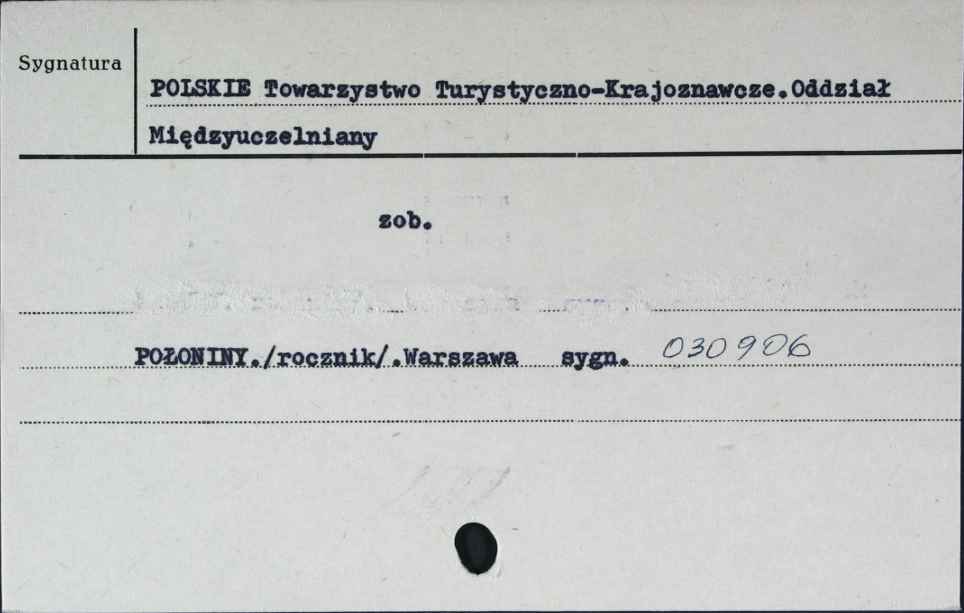 Sygnatura
POLSKIE Towarzystwo Turystyczno-Krajoznawcze.Oddział
Międzyuczelniany
zob.
POŁONINY./rocznik/.Warszawa sygn. 030906